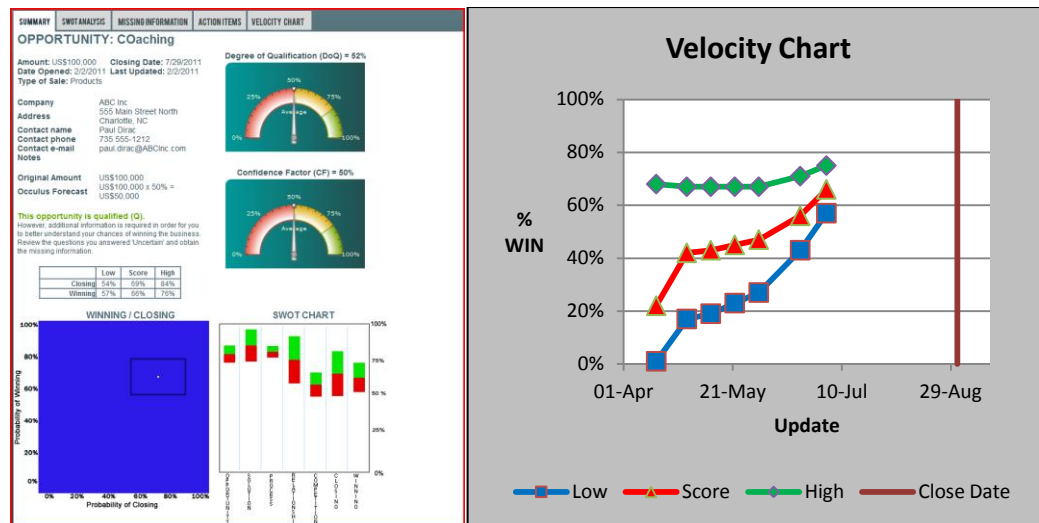 SUMMARY SWOT ANALYSIS MISSING INFORMATION ACTION ITEMS VELOCITY CHART
OPPORTUNITY: COaching
Amount: US$100,000 Closing Date: 7/29/2011
Date Opened: 2/2/2011 Last Updated: 2/2/2011
Type of Sale: Products
Company ABC Inc
Address 555 Main Street North
Charlotte, NC
Contact name Paul Dirac
Contact phone 735 555-1212
Contact e-mail paul.dirac@ABCInc.com
Notes
Original Amount US$100,000
Occulus Forecast US$100,000 x 50% =
US$50,000
This opportunity is qualified (Q).
However, additional information is required in order for you
to better understand your chances of winning the business.
Review the questions you answered 'Uncertain' and obtain
the missing information.
Low Score High
Closing 54% 69% 84%
Winning 57% 66% 76%
Degree of Qualification (DoQ) = 52%
50%
25% 75%
Average
0% 100%
Confidence Factor (CF) = 50%
50%
25% 75%
Average
0% 100%
WINNING / CLOSING
Probability of Winning
100%
80%
60%
40%
20%
0%
0% 20% 40% 60% 80% 100%
Probability of Closing
SWOT CHART
100%
75%
50 %
25%
0%
OPPORTUNITY
SOLUTION
PROCESS
RELATIONSHI
COMPETITION
CLOSING
WINNING
Velocity Chart
100%
80%
60%
40%
20%
0%
%
WIN
01-Apr 21-May 10-Jul 29-Aug
Update
Low Score High Close Date